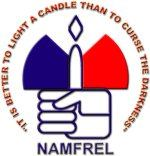 "IT IS BETTER TO LIGHT A CANDLE THAN TO CURSE THE DARKNESS"
NAMFREL